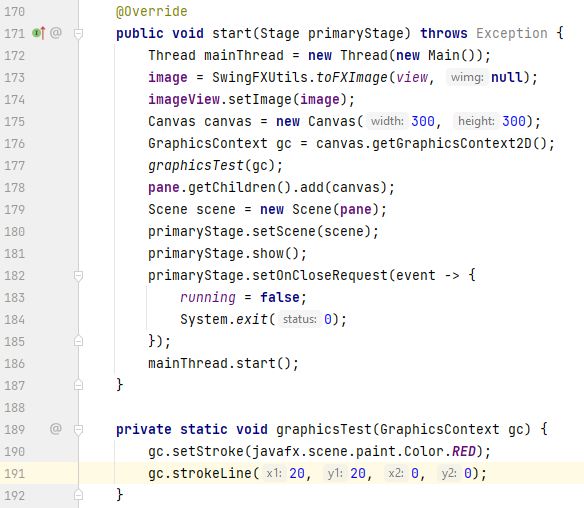 170 @Override
171 @ public void start(Stage primaryStage) throws Exception {
172 Thread mainThread = new Thread(new Main());
173 image = SwingFXUtils.toFXImage(view, wimg: null);
174 imageView.setImage(image);
175 Canvas canvas = new Canvas( width: 300, height: 300);
176 GraphicsContext gc = canvas.getGraphicsContext2D();
177 graphicsTest(gc);
178 pane.getChildren().add(canvas);
179 Scene scene = new Scene(pane);
180 primaryStage.setScene(scene);
181 primaryStage.show();
182 primaryStage.setOnCloseRequest(event -> {
183 running = false;
184 System.exit( status: 0);
185 });
186 mainThread.start();
187 }
188
189 @ private static void graphicsTest(GraphicsContext gc) {
190 gc.setStroke(javafx.scene.paint.Color.RED);
191 gc.strokeLine( x1: 20, y1: 20, x2: 0, y2: 0);
192 }